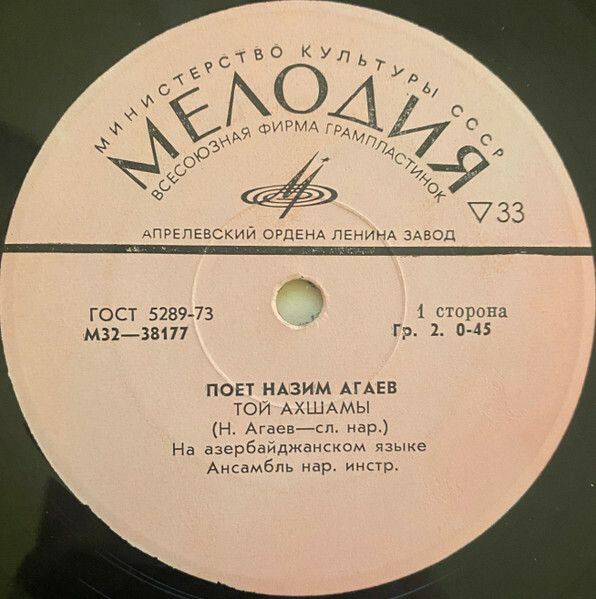 МИНИСТЕРСТВО КУЛЬТУРЫ СССР
МЕЛОДИЯ
ВСЕСОЮЗНАЯ ФИРМА ГРАМПЛАСТИНОК
33
АПРЕЛЕВСКИЙ ОРДЕНА ЛЕНИНА ЗАВОД
ГОСТ 5289-73
М32—38177
1 сторона
Гр. 2. 0-45
ПОЕТ НАЗИМ АГАЕВ
ТОЙ АХШАМЫ
(Н. Агаев—сл. нар.)
На азербайджанском языке
Ансамбль нар. инстр.